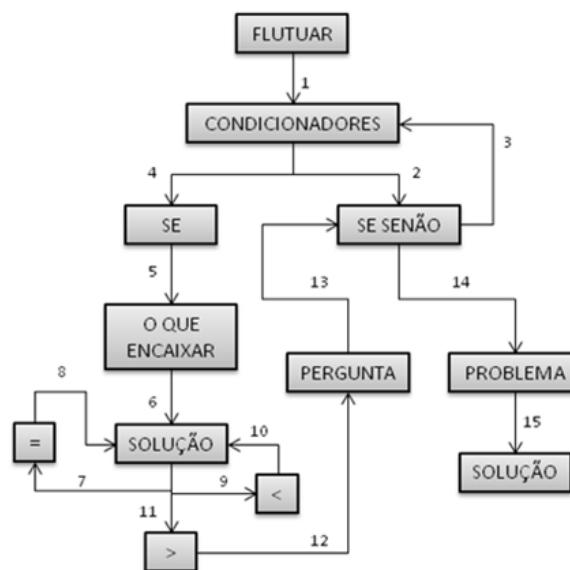 FLUTUAR
1
CONDICIONADORES
3
4
2
SE
SE SENÃO
5
13
14
O QUE
ENCAIXAR
8
6
PERGUNTA
PROBLEMA
=
SOLUÇÃO
10
15
7
9
<
SOLUÇÃO
11
>
12